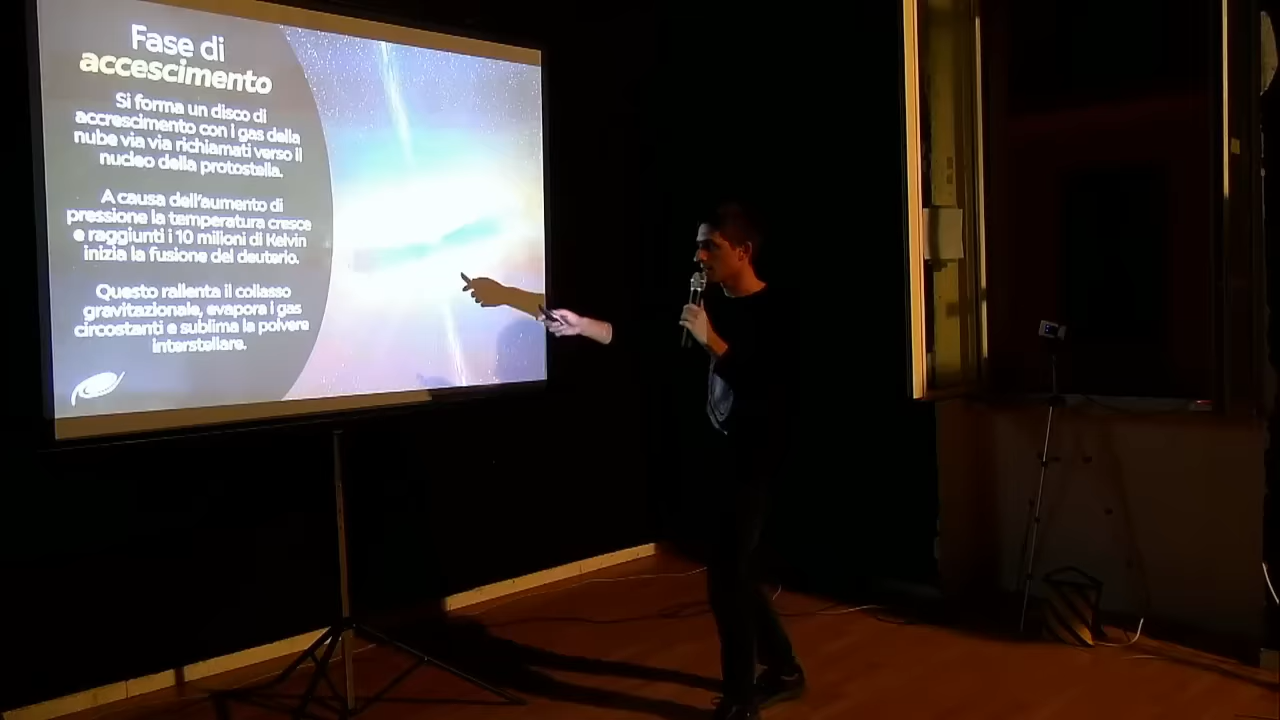 Fase di
accescimento
Si forma un disco di
accrescimento con i gas della
nube via via richiamati verso il
nucleo della protostella.
A causa dell'aumento di
pressione la temperatura cresce
e raggiunti i 10 milioni di Kelvin
inizia la fusione del deuterio.
Questo rallenta il collasso
gravitazionale, evapora i gas
circostanti e sublima la polvere
interstellare.